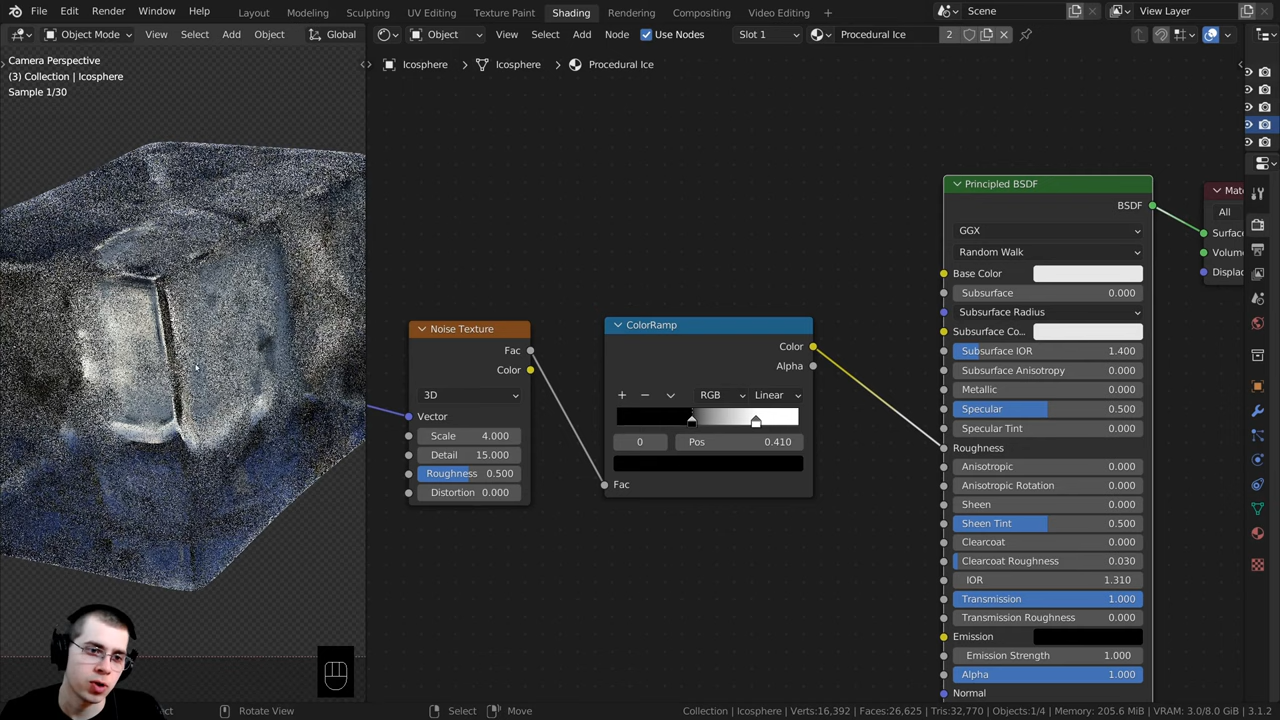 File Edit Render Window Help Layout Modeling Sculpting UV Editing Texture Paint Shading Rendering Compositing Video Editing Scene View Layer
Object Mode View Select Add Object Global Object View Select Add Node Use Nodes Slot 1 Procedural Ice 2
Camera Perspective
(3) Collection | Icosphere
Sample 1/30
Icosphere Icosphere Procedural Ice
Noise Texture
Fac
Color
3D
Vector
Scale 4.000
Detail 15.000
Roughness 0.500
Distortion 0.000
ColorRamp
Color
Alpha
RGB Linear
0 Pos 0.410
Fac
Principled BSDF
BSDF
GGX
Random Walk
Base Color
Subsurface 0.000
Subsurface Radius
Subsurface Co...
Subsurface IOR 1.400
Subsurface Anisotropy 0.000
Metallic 0.000
Specular 0.500
Specular Tint 0.000
Roughness
Anisotropic 0.000
Anisotropic Rotation 0.000
Sheen 0.000
Sheen Tint 0.500
Clearcoat 0.000
Clearcoat Roughness 0.030
IOR 1.310
Transmission 1.000
Transmission Roughness 0.000
Emission
Emission Strength 1.000
Alpha 1.000
Normal
Mate
All
Surface
Volum
Displac
Rotate View Select Move Collection | Icosphere | Verts:16,392 | Faces:26,625 | Tris:32,770 | Objects:1/4 | Memory: 205.6 MiB | VRAM: 3.0/8.0 GiB | 3.1.2